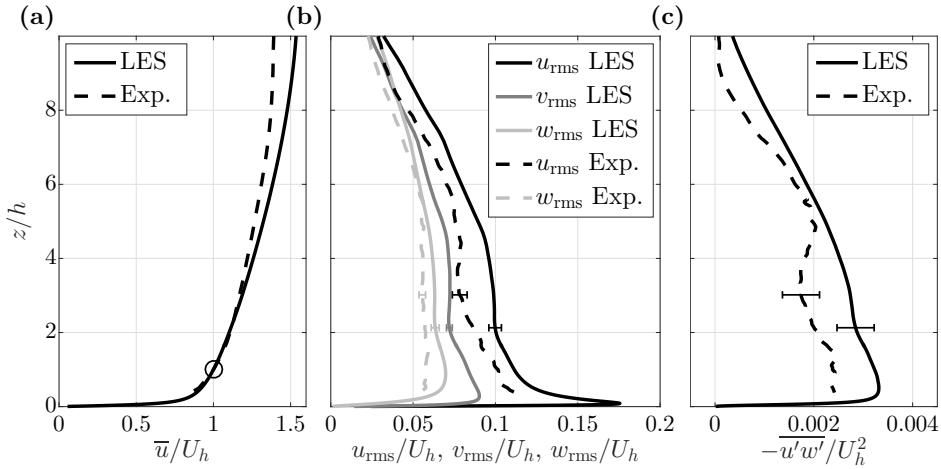 (a) (b) (c)
LES
Exp.
u_rms LES
v_rms LES
w_rms LES
u_rms Exp.
w_rms Exp.
LES
Exp.
z/h
8
6
4
2
0
0 0.5 1 1.5
0 0.05 0.1 0.15 0.2
0 0.002 0.004
u̅/U_h
u_rms/U_h, v_rms/U_h, w_rms/U_h
−u′w′‾/U_h^2